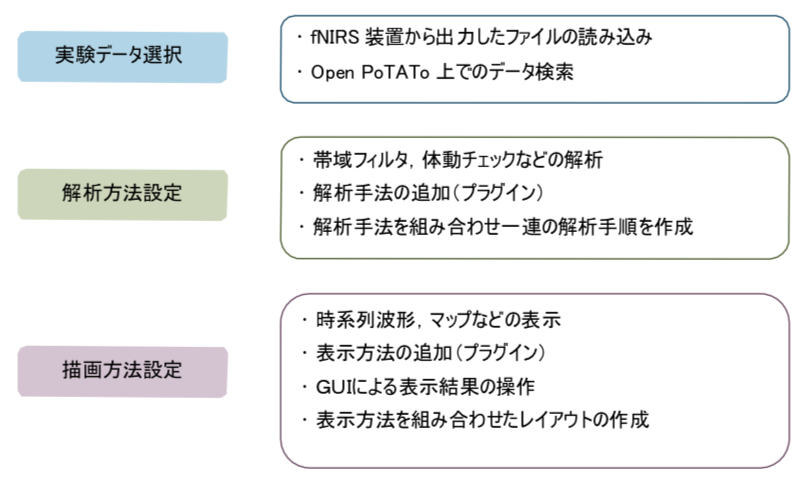 実験データ選択
・fNIRS 装置から出力したファイルの読み込み
・Open PoTATo 上でのデータ検索
解析方法設定
・帯域フィルタ, 体動チェックなどの解析
・解析手法の追加（プラグイン）
・解析手法を組み合わせ一連の解析手順を作成
描画方法設定
・時系列波形, マップなどの表示
・表示方法の追加（プラグイン）
・GUIによる表示結果の操作
・表示方法を組み合わせたレイアウトの作成